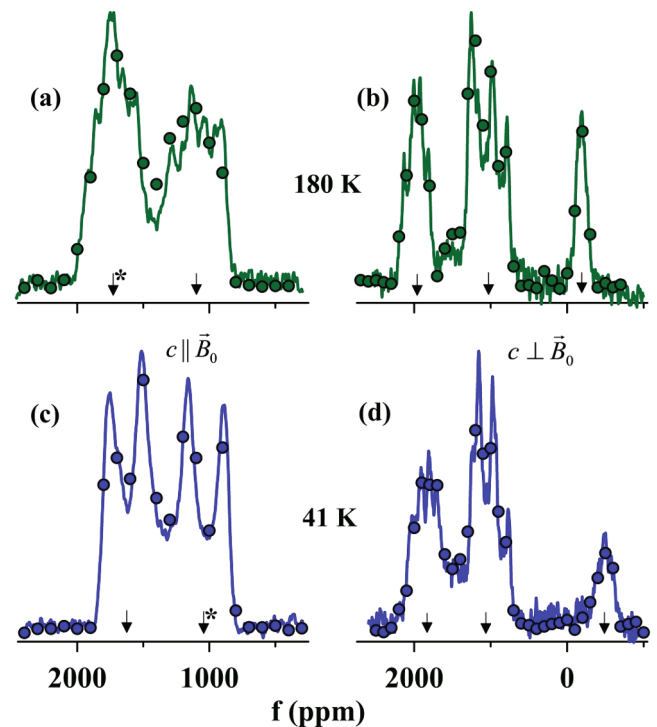 (a)
(b)
180 K
*
c ∥ B⃗₀
c ⊥ B⃗₀
(c)
(d)
41 K
*
2000
1000
2000
0
f (ppm)